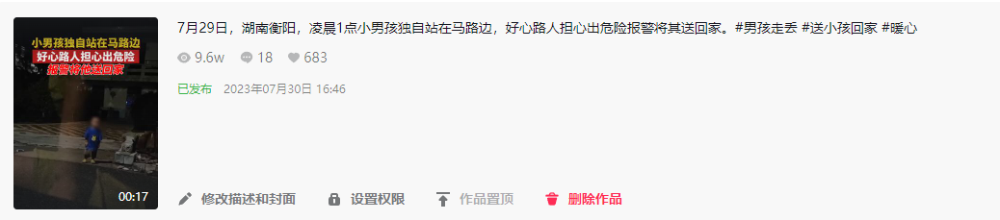 小男孩独自站在马路边
好心路人担心出危险
报警将他送回家
00:17
7月29日，湖南衡阳，凌晨1点小男孩独自站在马路边，好心路人担心出危险报警将其送回家。#男孩走丢 #送小孩回家 #暖心
9.6w 18 683
已发布 2023年07月30日 16:46
修改描述和封面 设置权限 作品置顶 删除作品